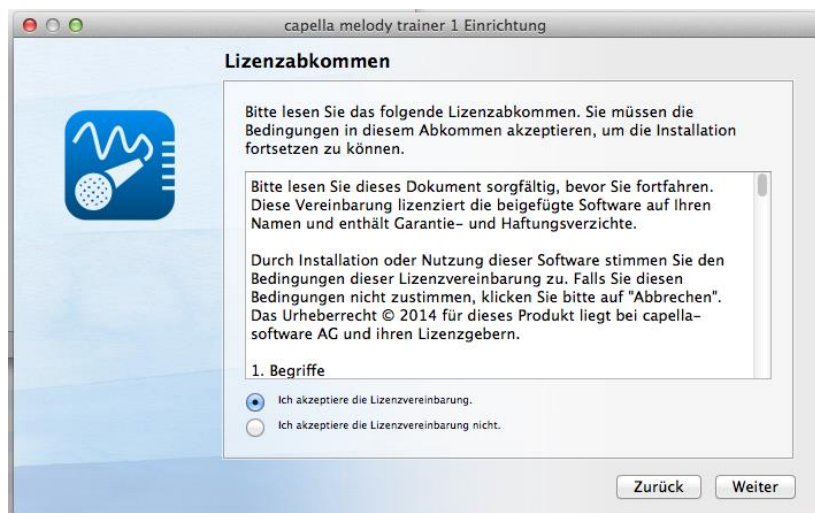 capella melody trainer 1 Einrichtung
Lizenzabkommen
Bitte lesen Sie das folgende Lizenzabkommen. Sie müssen die
Bedingungen in diesem Abkommen akzeptieren, um die Installation
fortsetzen zu können.
Bitte lesen Sie dieses Dokument sorgfältig, bevor Sie fortfahren.
Diese Vereinbarung lizenziert die beigefügte Software auf Ihren
Namen und enthält Garantie- und Haftungsverzichte.
Durch Installation oder Nutzung dieser Software stimmen Sie den
Bedingungen dieser Lizenzvereinbarung zu. Falls Sie diesen
Bedingungen nicht zustimmen, klicken Sie bitte auf "Abbrechen".
Das Urheberrecht © 2014 für dieses Produkt liegt bei capella-
software AG und ihren Lizenzgebern.
1. Begriffe
Ich akzeptiere die Lizenzvereinbarung.
Ich akzeptiere die Lizenzvereinbarung nicht.
Zurück Weiter